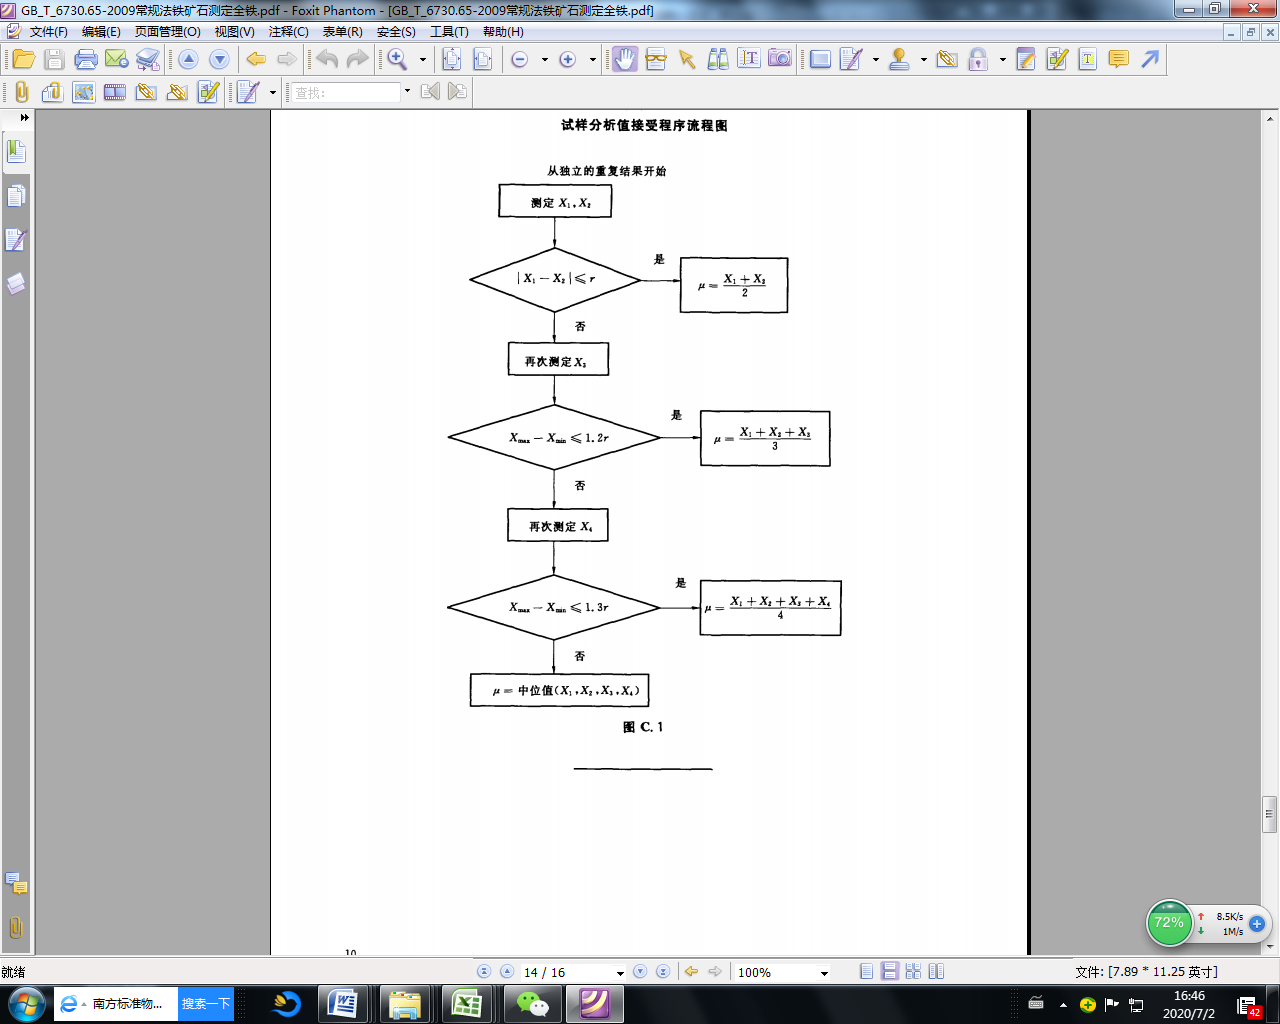 GB_T_6730.65-2009常规法铁矿石测定全铁.pdf - Foxit Phantom - [GB_T_6730.65-2009常规法铁矿石测定全铁.pdf]
文件(F) 编辑(E) 页面管理(O) 视图(V) 注释(C) 表单(R) 安全(S) 工具(T) 帮助(H)
查找:
试样分析值接受程序流程图
从独立的重复结果开始
测定 X₁,X₂
|X₁-X₂|≤r
是
μ= X₁+X₂
2
否
再次测定 X₃
Xmax-Xmin≤1.2r
是
μ= X₁+X₂+X₃
3
否
再次测定 X₄
Xmax-Xmin≤1.3r
是
μ= X₁+X₂+X₃+X₄
4
否
μ=中位值(X₁,X₂,X₃,X₄)
图 C.1
10
72%
8.5K/s
1M/s
就绪
14 / 16
100%
文件: [7.89 * 11.25 英寸]
南方标准物...
搜索一下
16:46
2020/7/2
42